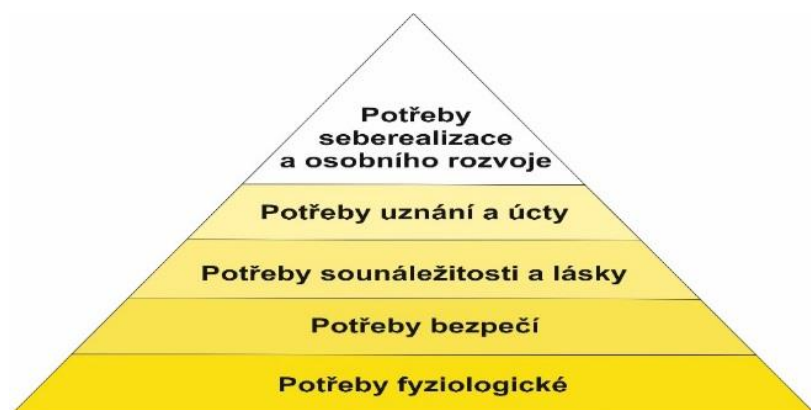 Potřeby
seberealizace
a osobního rozvoje
Potřeby uznání a úcty
Potřeby sounáležitosti a lásky
Potřeby bezpečí
Potřeby fyziologické